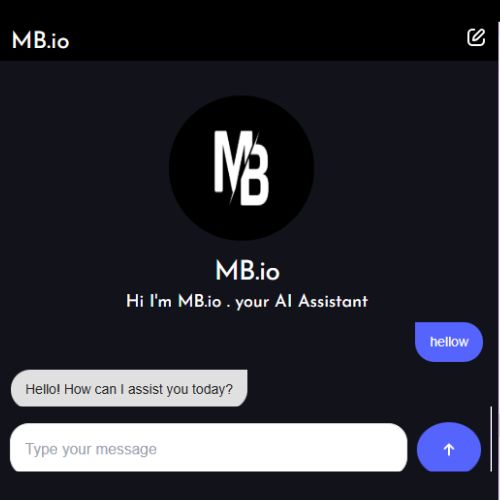 MB.io
MB
MB.io
Hi I'm MB.io . your AI Assistant
hellow
Hello! How can I assist you today?
Type your message